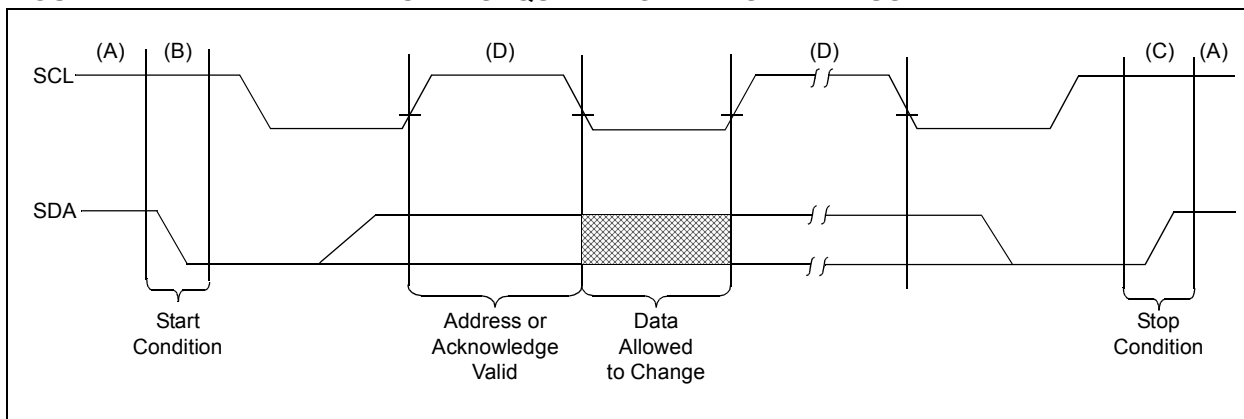 (A) (B) (D) (D) (C) (A)
SCL
SDA
Start
Condition
Address or
Acknowledge
Valid
Data
Allowed
to Change
Stop
Condition